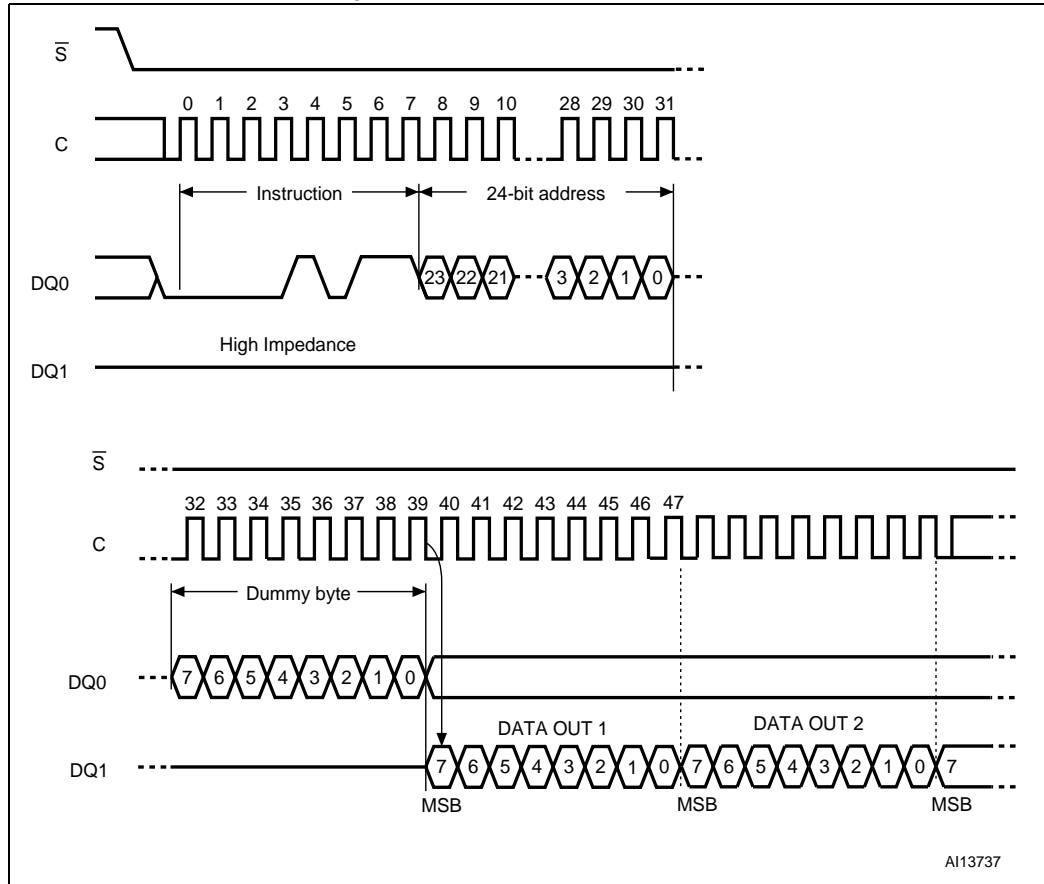 S
0 1 2 3 4 5 6 7 8 9 10 28 29 30 31
C
Instruction 24-bit address
DQ0 23 22 21 3 2 1 0
High Impedance
DQ1
S
32 33 34 35 36 37 38 39 40 41 42 43 44 45 46 47
C
Dummy byte
DQ0 7 6 5 4 3 2 1 0
DATA OUT 1 DATA OUT 2
DQ1 7 6 5 4 3 2 1 0 7 6 5 4 3 2 1 0 7
MSB MSB MSB
AI13737